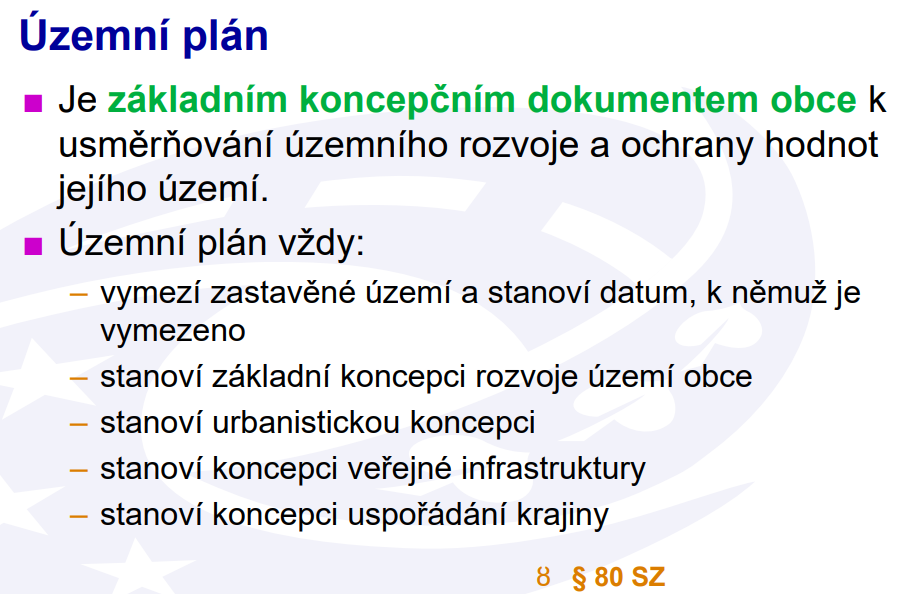 Územní plán
■ Je základním koncepčním dokumentem obce k
usměrňování územního rozvoje a ochrany hodnot
jejího území.
■ Územní plán vždy:
– vymezí zastavěné území a stanoví datum, k němuž je
vymezeno
– stanoví základní koncepci rozvoje území obce
– stanoví urbanistickou koncepci
– stanoví koncepci veřejné infrastruktury
– stanoví koncepci uspořádání krajiny
8 § 80 SZ